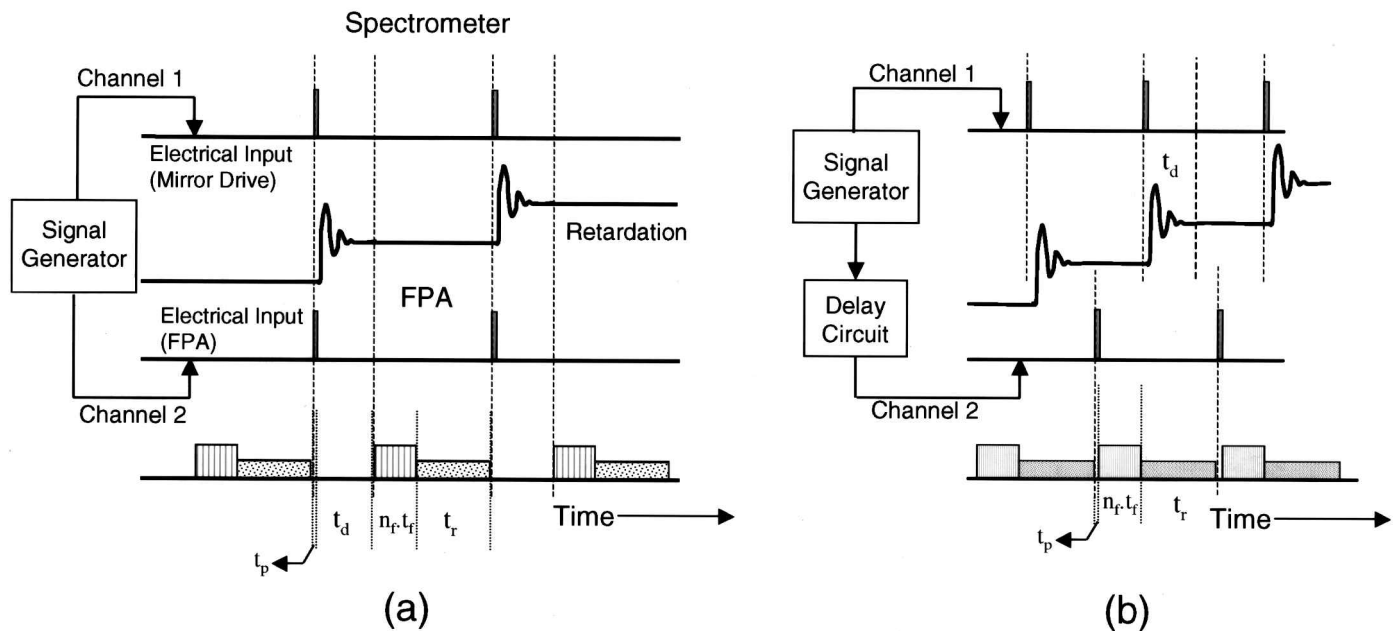 Spectrometer
Channel 1
Electrical Input
(Mirror Drive)
Signal
Generator
Retardation
FPA
Electrical Input
(FPA)
Channel 2
t_d
n_f.t_f
t_r
Time
t_p
(a)
Channel 1
Signal
Generator
t_d
Delay
Circuit
Channel 2
n_f.t_f
t_r
Time
t_p
(b)